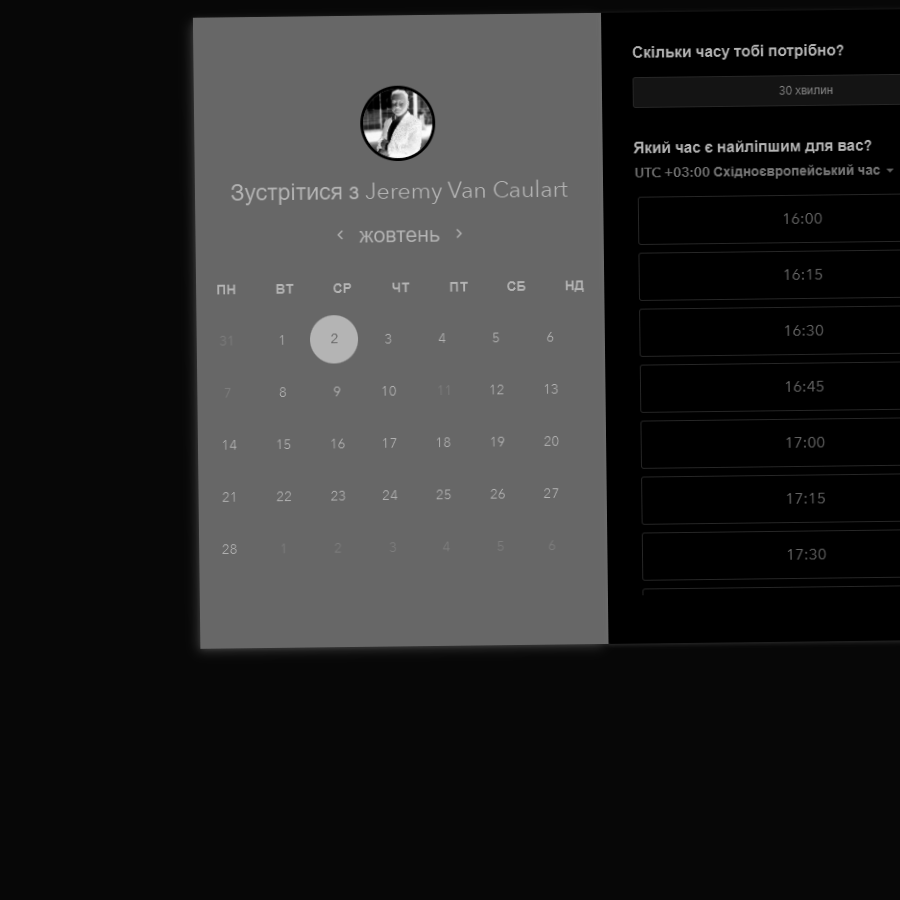 Зустрітися з Jeremy Van Caulart
жовтень
ПН ВТ СР ЧТ ПТ СБ НД
31 1 2 3 4 5 6
7 8 9 10 11 12 13
14 15 16 17 18 19 20
21 22 23 24 25 26 27
28 1 2 3 4 5 6
Скільки часу тобі потрібно?
30 хвилин
Який час є найліпшим для вас?
UTC +03:00 Східноєвропейський час
16:00
16:15
16:30
16:45
17:00
17:15
17:30